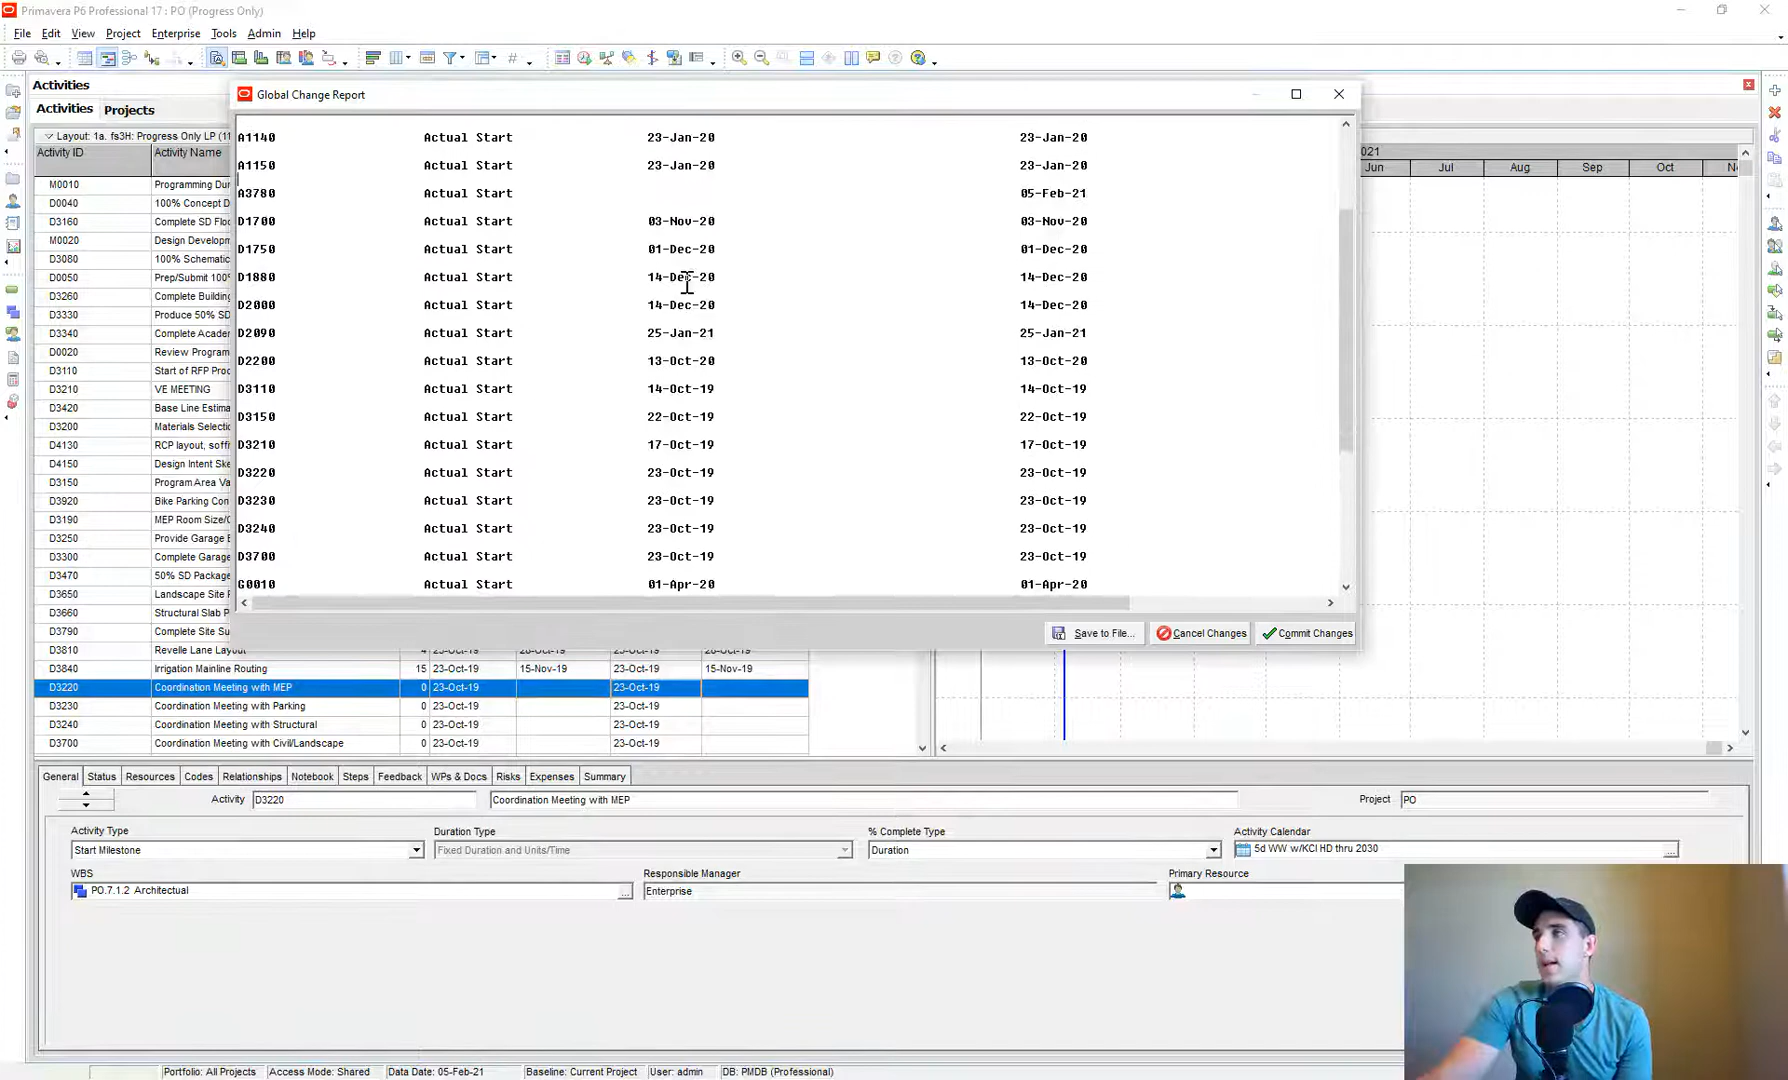 Primavera P6 Professional 17 : PO (Progress Only)
File Edit View Project Enterprise Tools Admin Help
Activities
Activities Projects
Layout: 1a. fs3H: Progress Only LP (11
Activity ID Activity Name
M0010 Programming Dur
D0040 100% Concept D
D3160 Complete SD Floo
M0020 Design Developm
D3080 100% Schematic
D0050 Prep/Submit 100%
D3260 Complete Building
D3330 Produce 50% SD
D3340 Complete Acade
D0020 Review Program
D3110 Start of RFP Proc
D3210 VE MEETING
D3420 Base Line Estima
D3200 Materials Selectio
D4130 RCP layout, soffi
D4150 Design Intent Ske
D3150 Program Area Va
D3920 Bike Parking Con
D3190 MEP Room Size/C
D3250 Provide Garage E
D3300 Complete Garage
D3470 50% SD Package
D3650 Landscape Site P
D3660 Structural Slab P
D3790 Complete Site Su
D3810 Revelle Lane Layout 4 23-Oct-19 28-Oct-19 23-Oct-19 28-Oct-19
D3840 Irrigation Mainline Routing 15 23-Oct-19 15-Nov-19 23-Oct-19 15-Nov-19
D3220 Coordination Meeting with MEP 0 23-Oct-19 23-Oct-19
D3230 Coordination Meeting with Parking 0 23-Oct-19 23-Oct-19
D3240 Coordination Meeting with Structural 0 23-Oct-19 23-Oct-19
D3700 Coordination Meeting with Civil/Landscape 0 23-Oct-19 23-Oct-19
021
Jun Jul Aug Sep Oct
Global Change Report
A1140 Actual Start 23-Jan-20 23-Jan-20
A1150 Actual Start 23-Jan-20 23-Jan-20
A3780 Actual Start 05-Feb-21
D1700 Actual Start 03-Nov-20 03-Nov-20
D1750 Actual Start 01-Dec-20 01-Dec-20
D1880 Actual Start 14-Dec-20 14-Dec-20
D2000 Actual Start 14-Dec-20 14-Dec-20
D2090 Actual Start 25-Jan-21 25-Jan-21
D2200 Actual Start 13-Oct-20 13-Oct-20
D3110 Actual Start 14-Oct-19 14-Oct-19
D3150 Actual Start 22-Oct-19 22-Oct-19
D3210 Actual Start 17-Oct-19 17-Oct-19
D3220 Actual Start 23-Oct-19 23-Oct-19
D3230 Actual Start 23-Oct-19 23-Oct-19
D3240 Actual Start 23-Oct-19 23-Oct-19
D3700 Actual Start 23-Oct-19 23-Oct-19
G0010 Actual Start 01-Apr-20 01-Apr-20
Save to File... Cancel Changes Commit Changes
General Status Resources Codes Relationships Notebook Steps Feedback WPs & Docs Risks Expenses Summary
Activity D3220 Coordination Meeting with MEP Project PO
Activity Type Duration Type % Complete Type Activity Calendar
Start Milestone Fixed Duration and Units/Time Duration 5d WW w/KCI HD thru 2030
WBS Responsible Manager Primary Resource
PO.7.1.2 Architectual Enterprise
Portfolio: All Projects Access Mode: Shared Data Date: 05-Feb-21 Baseline: Current Project User: admin DB: PMDB (Professional)